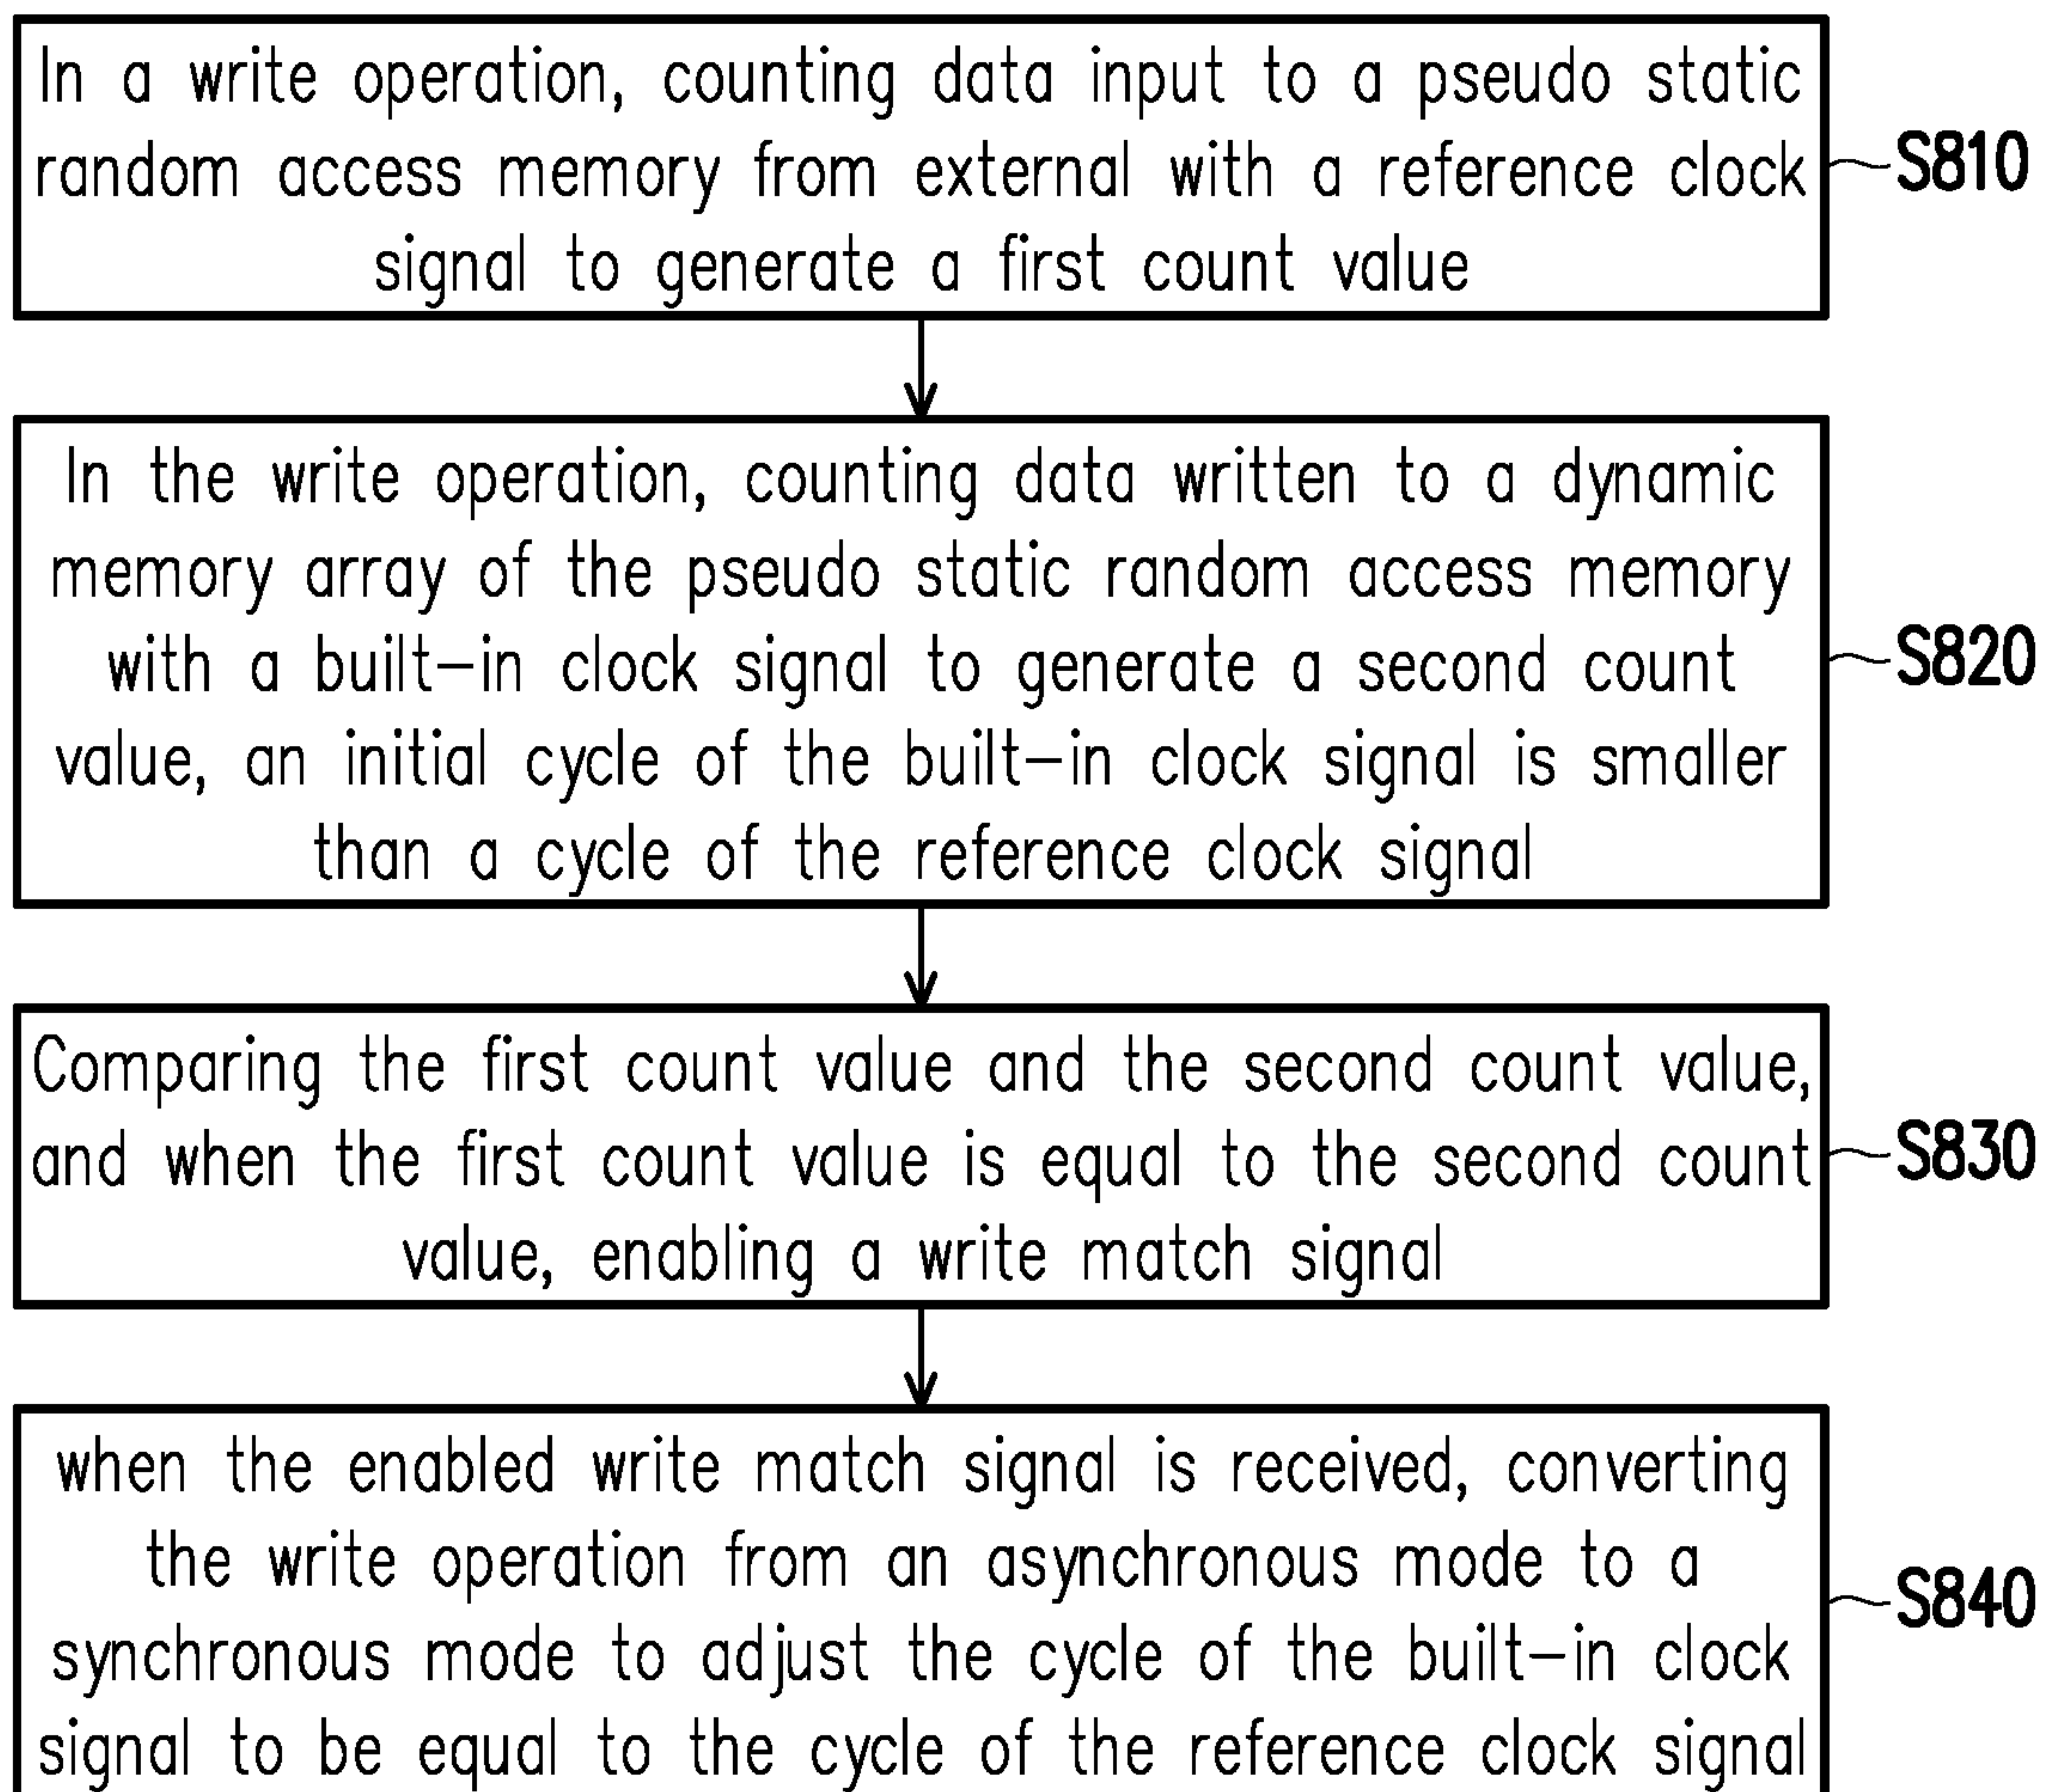 In a write operation, counting data input to a pseudo static
random access memory from external with a reference clock
signal to generate a first count value
S810
In the write operation, counting data written to a dynamic
memory array of the pseudo static random access memory
with a built-in clock signal to generate a second count
value, an initial cycle of the built-in clock signal is smaller
than a cycle of the reference clock signal
S820
Comparing the first count value and the second count value,
and when the first count value is equal to the second count
value, enabling a write match signal
S830
when the enabled write match signal is received, converting
the write operation from an asynchronous mode to a
synchronous mode to adjust the cycle of the built-in clock
signal to be equal to the cycle of the reference clock signal
S840